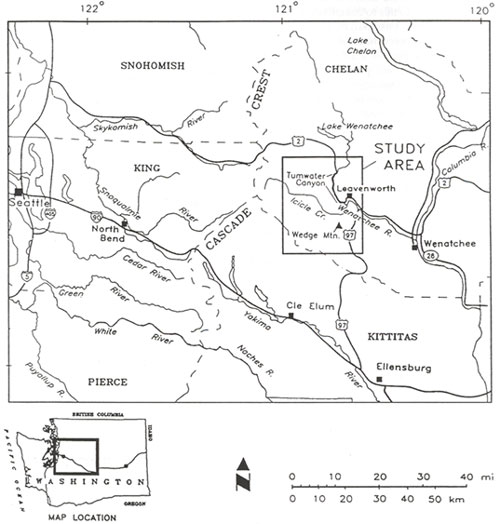 122°
121°
120°
Lake
Chelan
SNOHOMISH
CHELAN
CREST
Skykomish
River
2
Lake Wenatchee
STUDY
AREA
Columbia R.
KING
Tumwater
Canyon
2
Leavenworth
Snoqualmie
Icicle Cr.
Wenatchee R.
Seattle
405
90
River
North
Bend
CASCADE
97
Wedge Mtn.
Wenatchee
28
5
Cedar River
Green
River
Cle Elum
Yakima
White
River
97
KITTITAS
Naches R.
River
Ellensburg
Puyallup R.
PIERCE
BRITISH COLUMBIA
PACIFIC OCEAN
IDAHO
WASHINGTON
OREGON
MAP LOCATION
N
0 10 20 30 40 mi
0 10 20 30 40 50 km